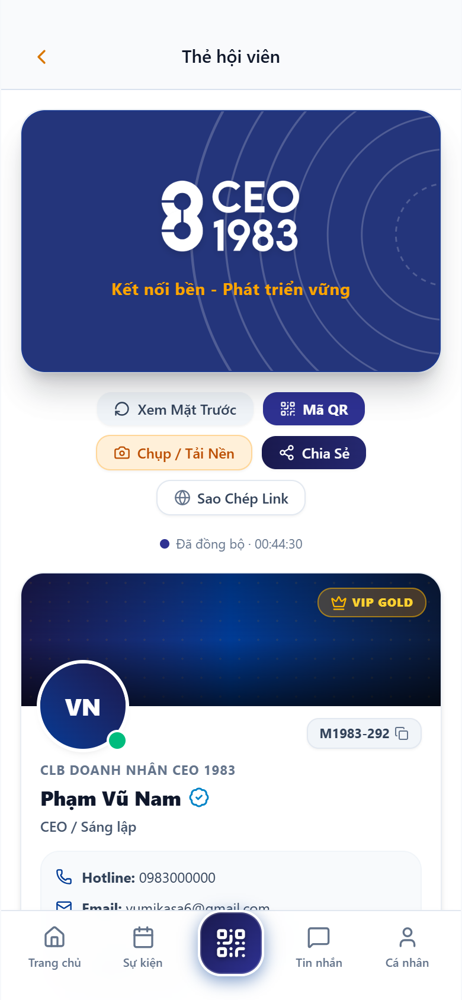 Thẻ hội viên
CEO
1983
Kết nối bền - Phát triển vững
Xem Mặt Trước
Mã QR
Chụp / Tải Nền
Chia Sẻ
Sao Chép Link
Đã đồng bộ · 00:44:30
VIP GOLD
VN
M1983-292
CLB DOANH NHÂN CEO 1983
Phạm Vũ Nam
CEO / Sáng lập
Hotline: 0983000000
Email: vumikasa6@gmail.com
Trang chủ
Sự kiện
Tin nhắn
Cá nhân